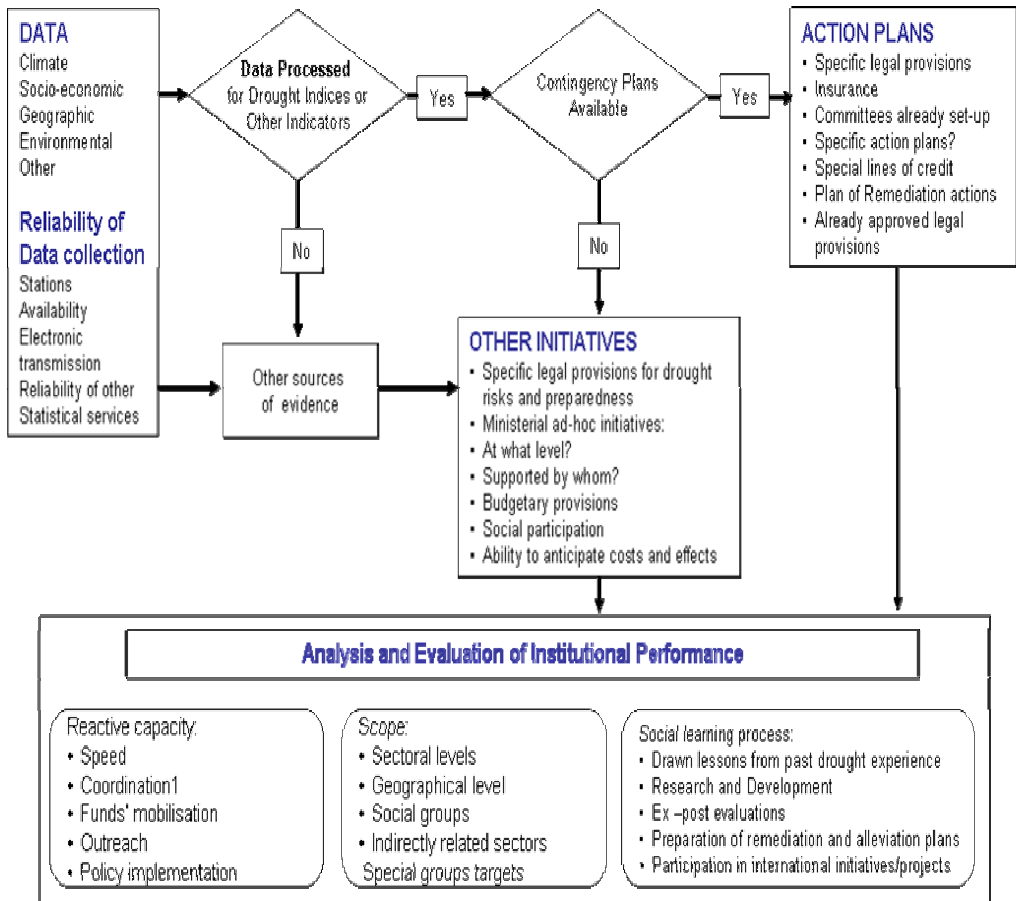 DATA
Climate
Socio-economic
Geographic
Environmental
Other
Reliability of
Data collection
Stations
Availability
Electronic
transmission
Reliability of other
Statistical services
Data Processed
for Drought Indices or
Other Indicators
Yes
No
Contingency Plans
Available
Yes
No
ACTION PLANS
• Specific legal provisions
• Insurance
• Committees already set-up
• Specific action plans?
• Special lines of credit
• Plan of Remediation actions
• Already approved legal
provisions
Other sources
of evidence
OTHER INITIATIVES
• Specific legal provisions for drought
risks and preparedness
• Ministerial ad-hoc initiatives:
• At what level?
• Supported by whom?
• Budgetary provisions
• Social participation
• Ability to anticipate costs and effects
Analysis and Evaluation of Institutional Performance
Reactive capacity:
• Speed
• Coordination1
• Funds' mobilisation
• Outreach
• Policy implementation
Scope:
• Sectoral levels
• Geographical level
• Social groups
• Indirectly related sectors
Special groups targets
Social learning process:
• Drawn lessons from past drought experience
• Research and Development
• Ex –post evaluations
• Preparation of remediation and alleviation plans
• Participation in international initiatives/projects